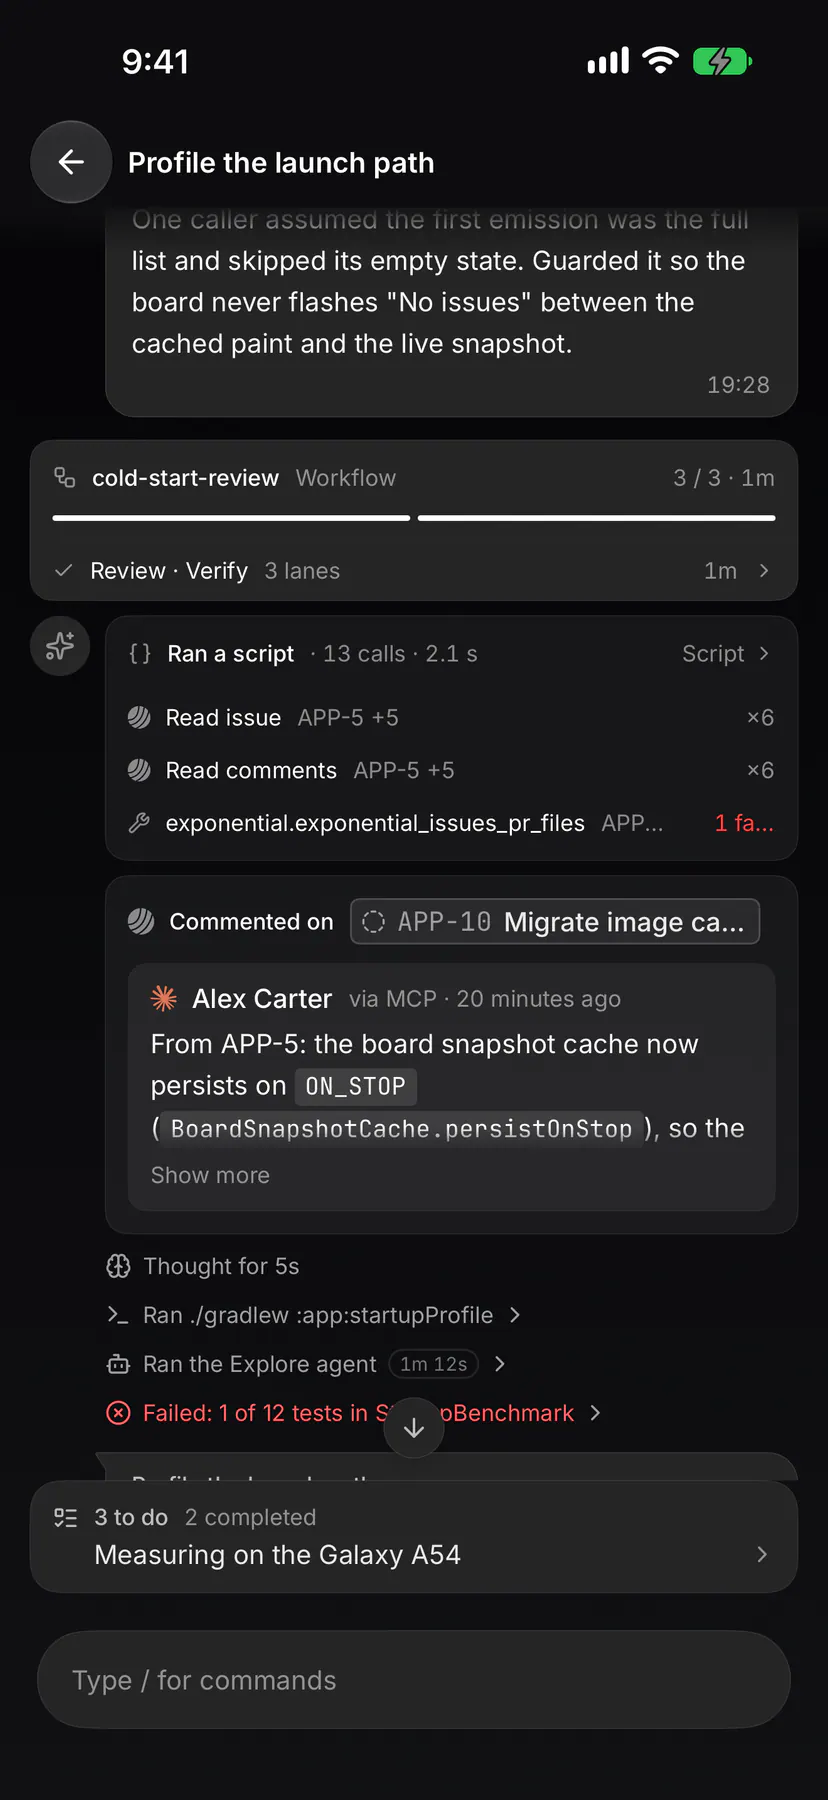 9:41
Profile the launch path
One caller assumed the first emission was the full
list and skipped its empty state. Guarded it so the
board never flashes "No issues" between the
cached paint and the live snapshot.
19:28
cold-start-review Workflow 3 / 3 · 1m
Review · Verify 3 lanes 1m
Ran a script · 13 calls · 2.1 s Script
Read issue APP-5 +5 ×6
Read comments APP-5 +5 ×6
exponential.exponential_issues_pr_files APP... 1 fa...
Commented on APP-10 Migrate image ca...
Alex Carter via MCP · 20 minutes ago
From APP-5: the board snapshot cache now
persists on ON_STOP
(BoardSnapshotCache.persistOnStop), so the
Show more
Thought for 5s
Ran ./gradlew :app:startupProfile
Ran the Explore agent 1m 12s
Failed: 1 of 12 tests in pBenchmark
3 to do 2 completed
Measuring on the Galaxy A54
Type / for commands